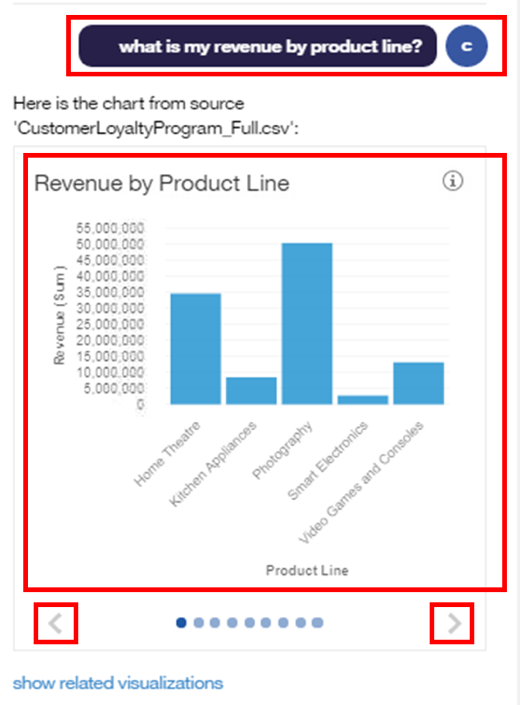 what is my revenue by product line?
c
Here is the chart from source
'CustomerLoyaltyProgram_Full.csv':
Revenue by Product Line
i
Revenue (Sum)
55,000,000
50,000,000
45,000,000
40,000,000
35,000,000
30,000,000
25,000,000
20,000,000
15,000,000
10,000,000
5,000,000
0
Home Theatre
Kitchen Appliances
Photography
Smart Electronics
Video Games and Consoles
Product Line
show related visualizations